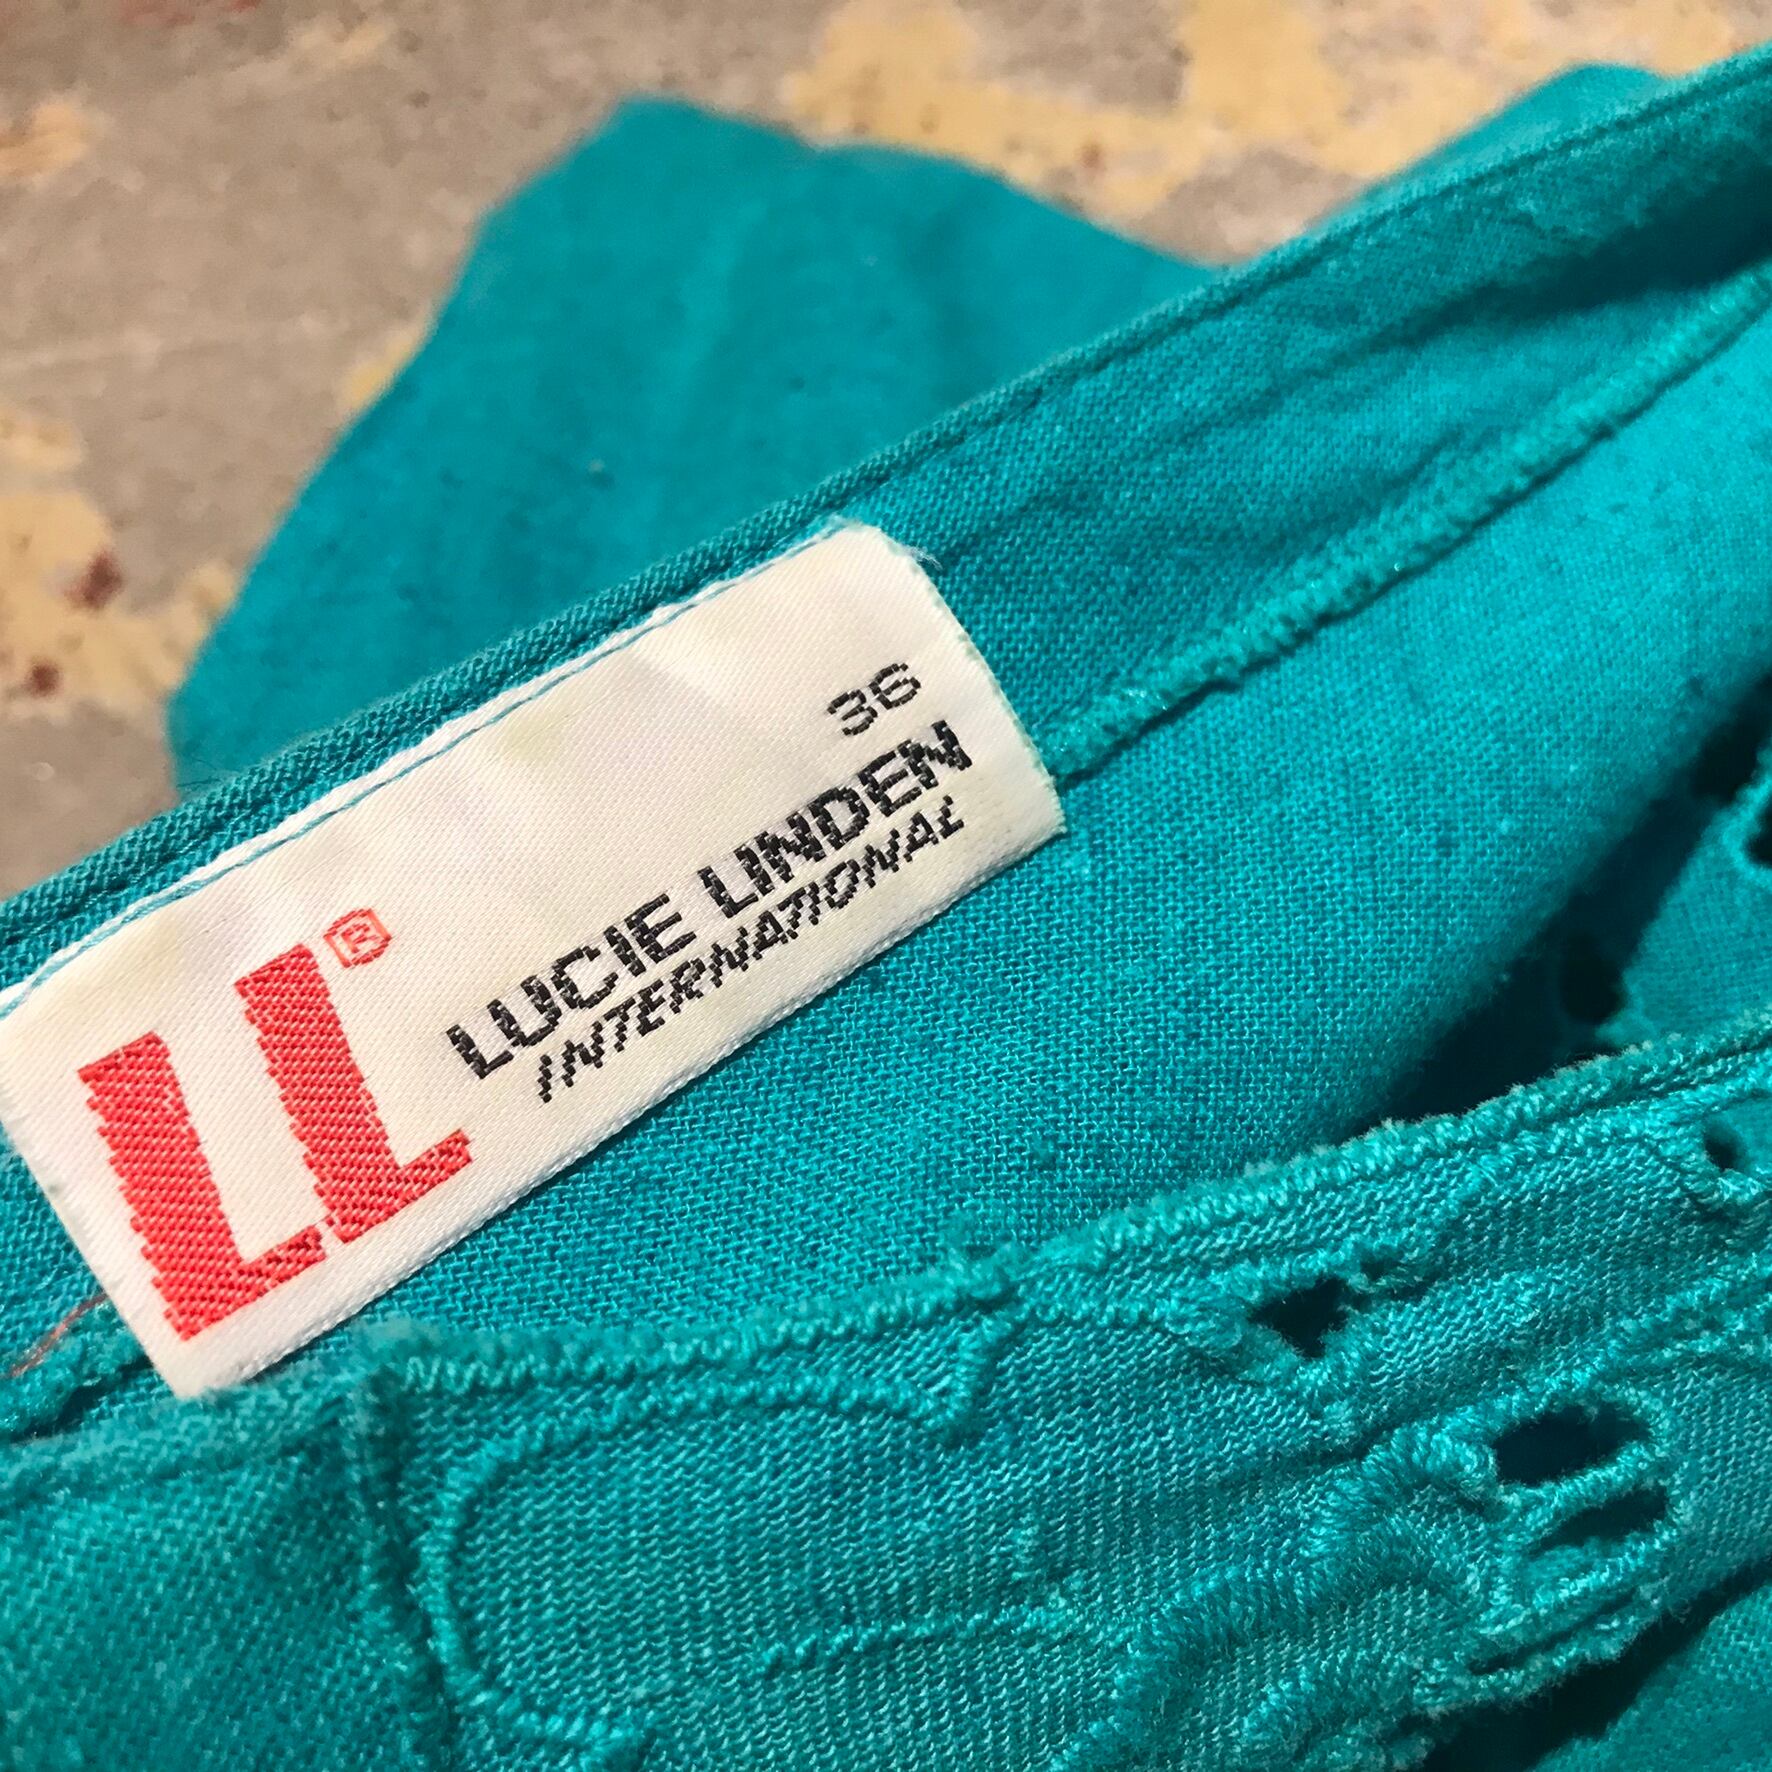 36
LL®
LUCIE LINDEN
INTERNATIONAL